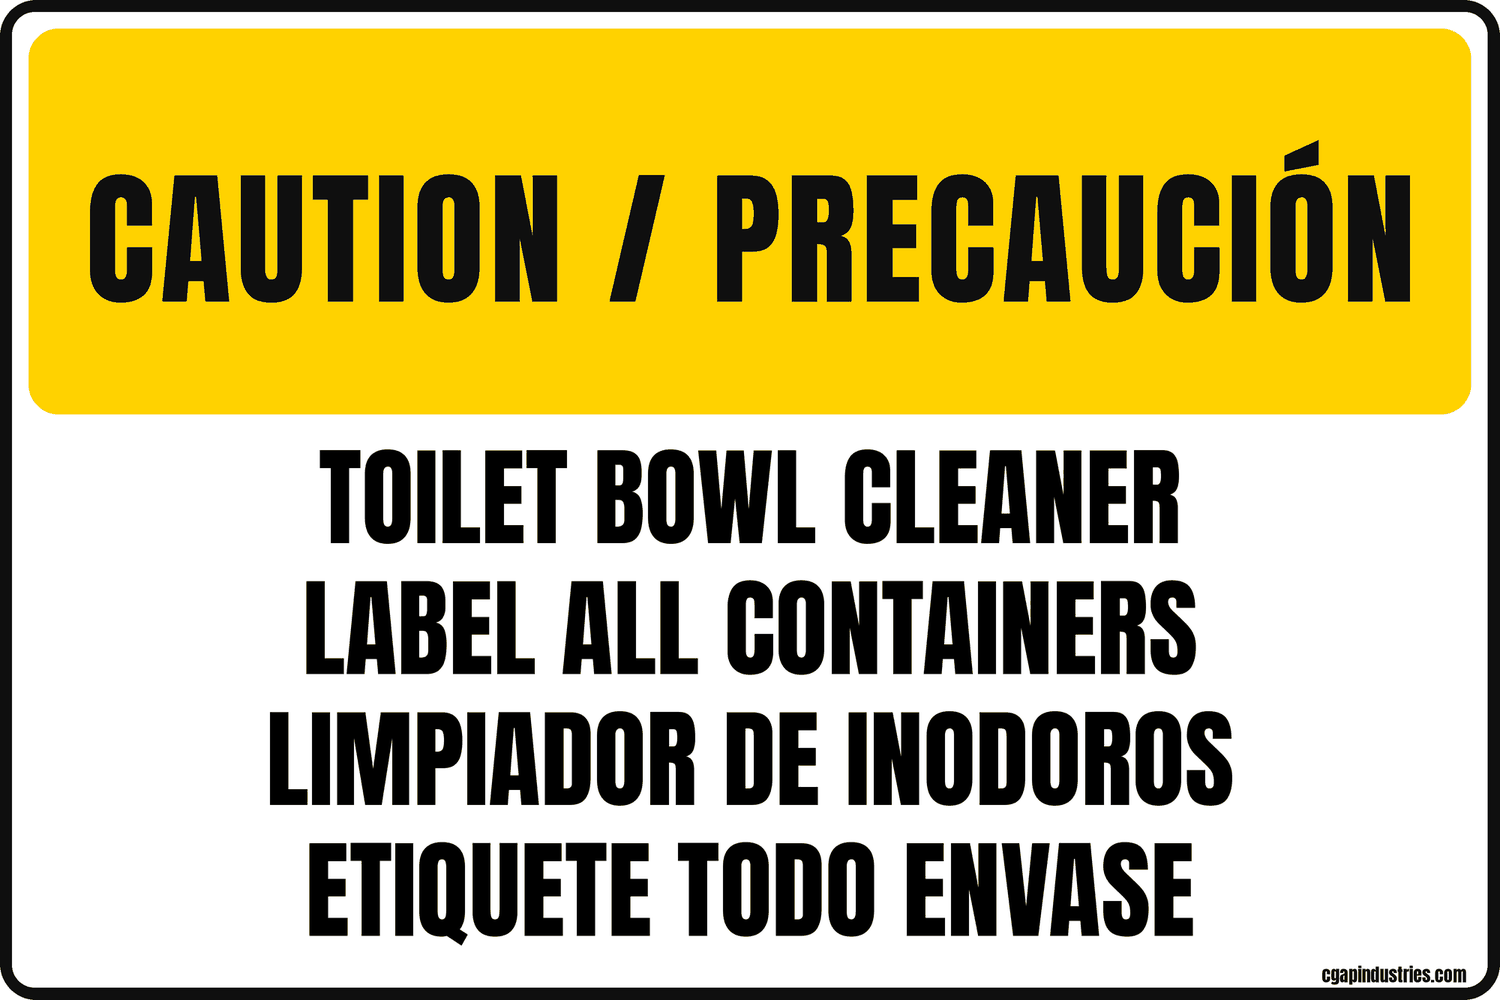 CAUTION / PRECAUCIÓN
TOILET BOWL CLEANER
LABEL ALL CONTAINERS
LIMPIADOR DE INODOROS
ETIQUETE TODO ENVASE
cgapindustries.com